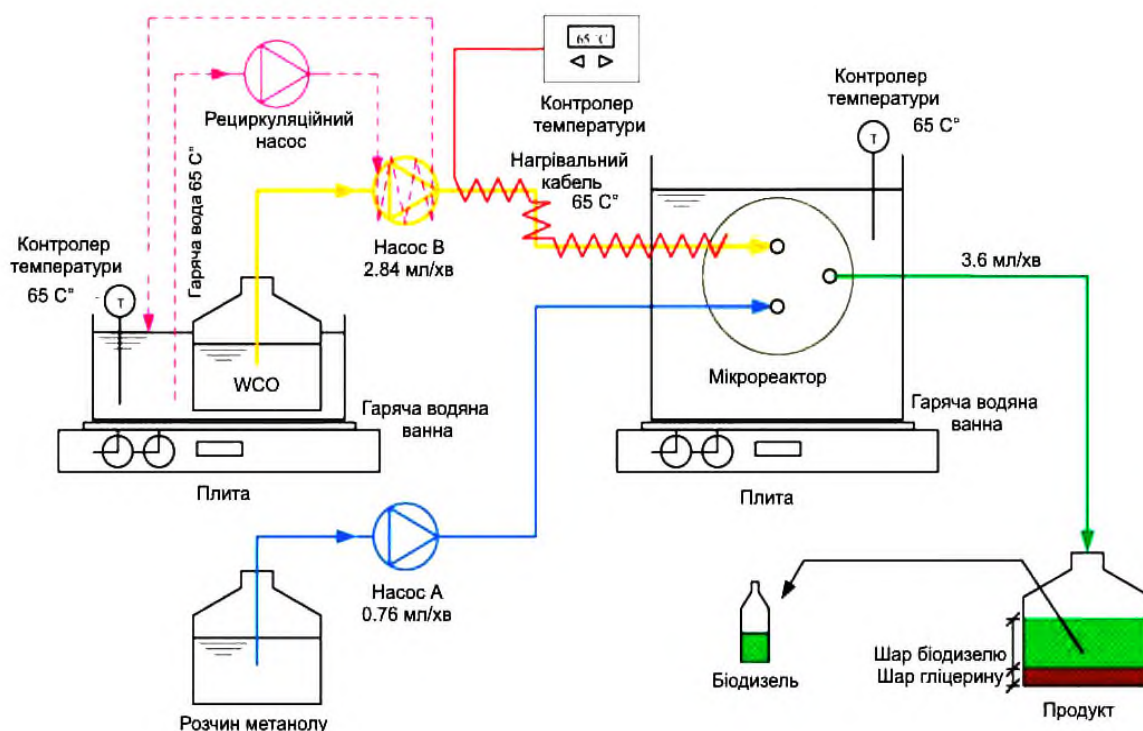 65 °C
Контролер
температури
Контролер
температури
65 C°
Рециркуляційний
насос
Гаряча вода 65 C°
Нагрівальний
кабель
65 C°
Насос B
2.84 мл/хв
Контролер
температури
65 C°
T
T
3.6 мл/хв
WCO
Мікрореактор
Гаряча водяна
ванна
Гаряча водяна
ванна
Плита
Плита
Насос A
0.76 мл/хв
Розчин метанолу
Біодизель
Шар біодизелю
Шар гліцерину
Продукт